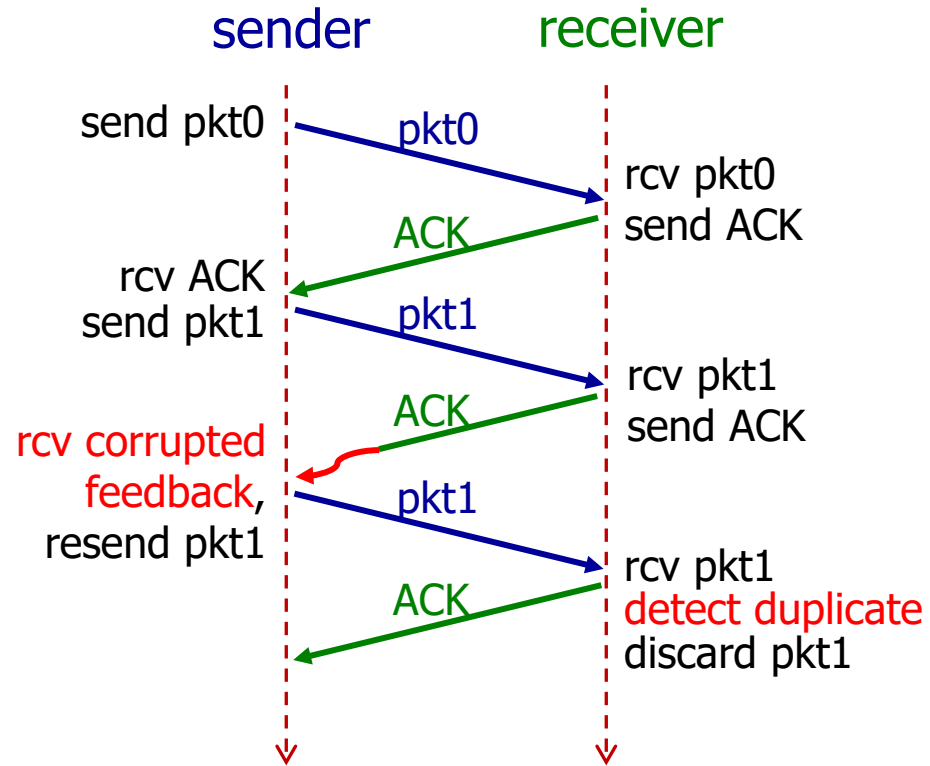 sender
receiver
send pkt0
pkt0
rcv pkt0
send ACK
ACK
rcv ACK
send pkt1
pkt1
rcv pkt1
send ACK
ACK
rcv corrupted
feedback,
resend pkt1
pkt1
rcv pkt1
detect duplicate
discard pkt1
ACK